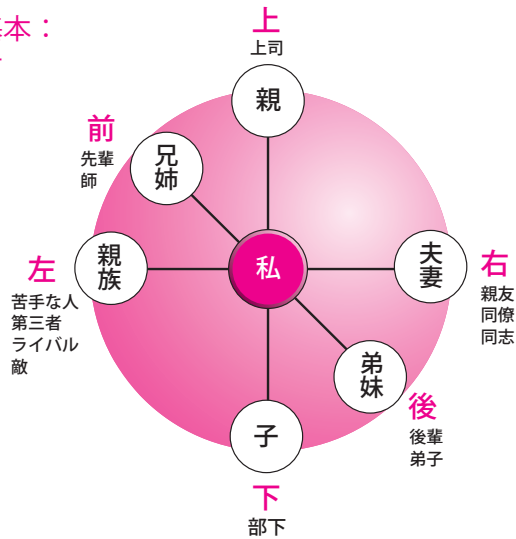 本：
上
上司
親
前
先輩
師
兄姉
左
苦手な人
第三者
ライバル
敵
親族
私
夫妻
右
親友
同僚
同志
弟妹
後
後輩
弟子
子
下
部下